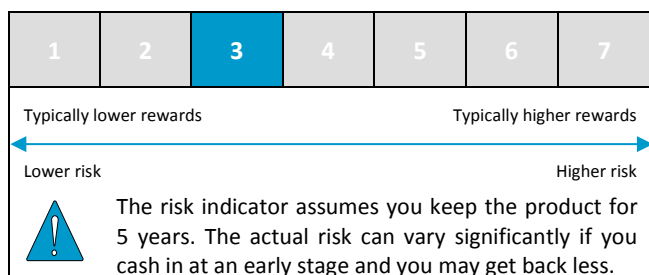 1 2 3 4 5 6 7
Typically lower rewards Typically higher rewards
Lower risk Higher risk
The risk indicator assumes you keep the product for
5 years. The actual risk can vary significantly if you
cash in at an early stage and you may get back less.